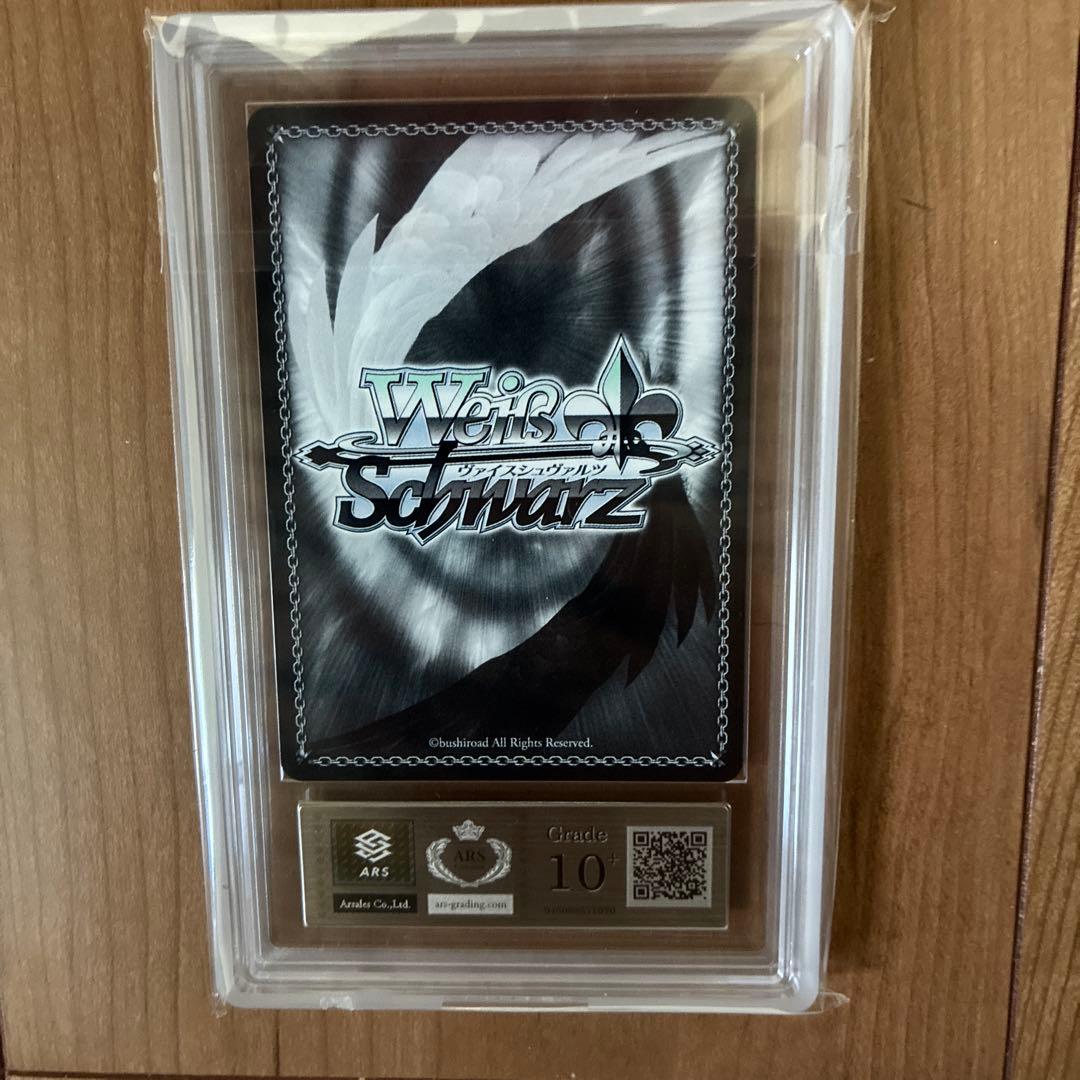 Weiß
ヴァイスシュヴァルツ
Schwarz
©bushiroad All Rights Reserved.
ARS
Arsales Co.,Ltd.
ARS
ars-grading.com
Grade
10+